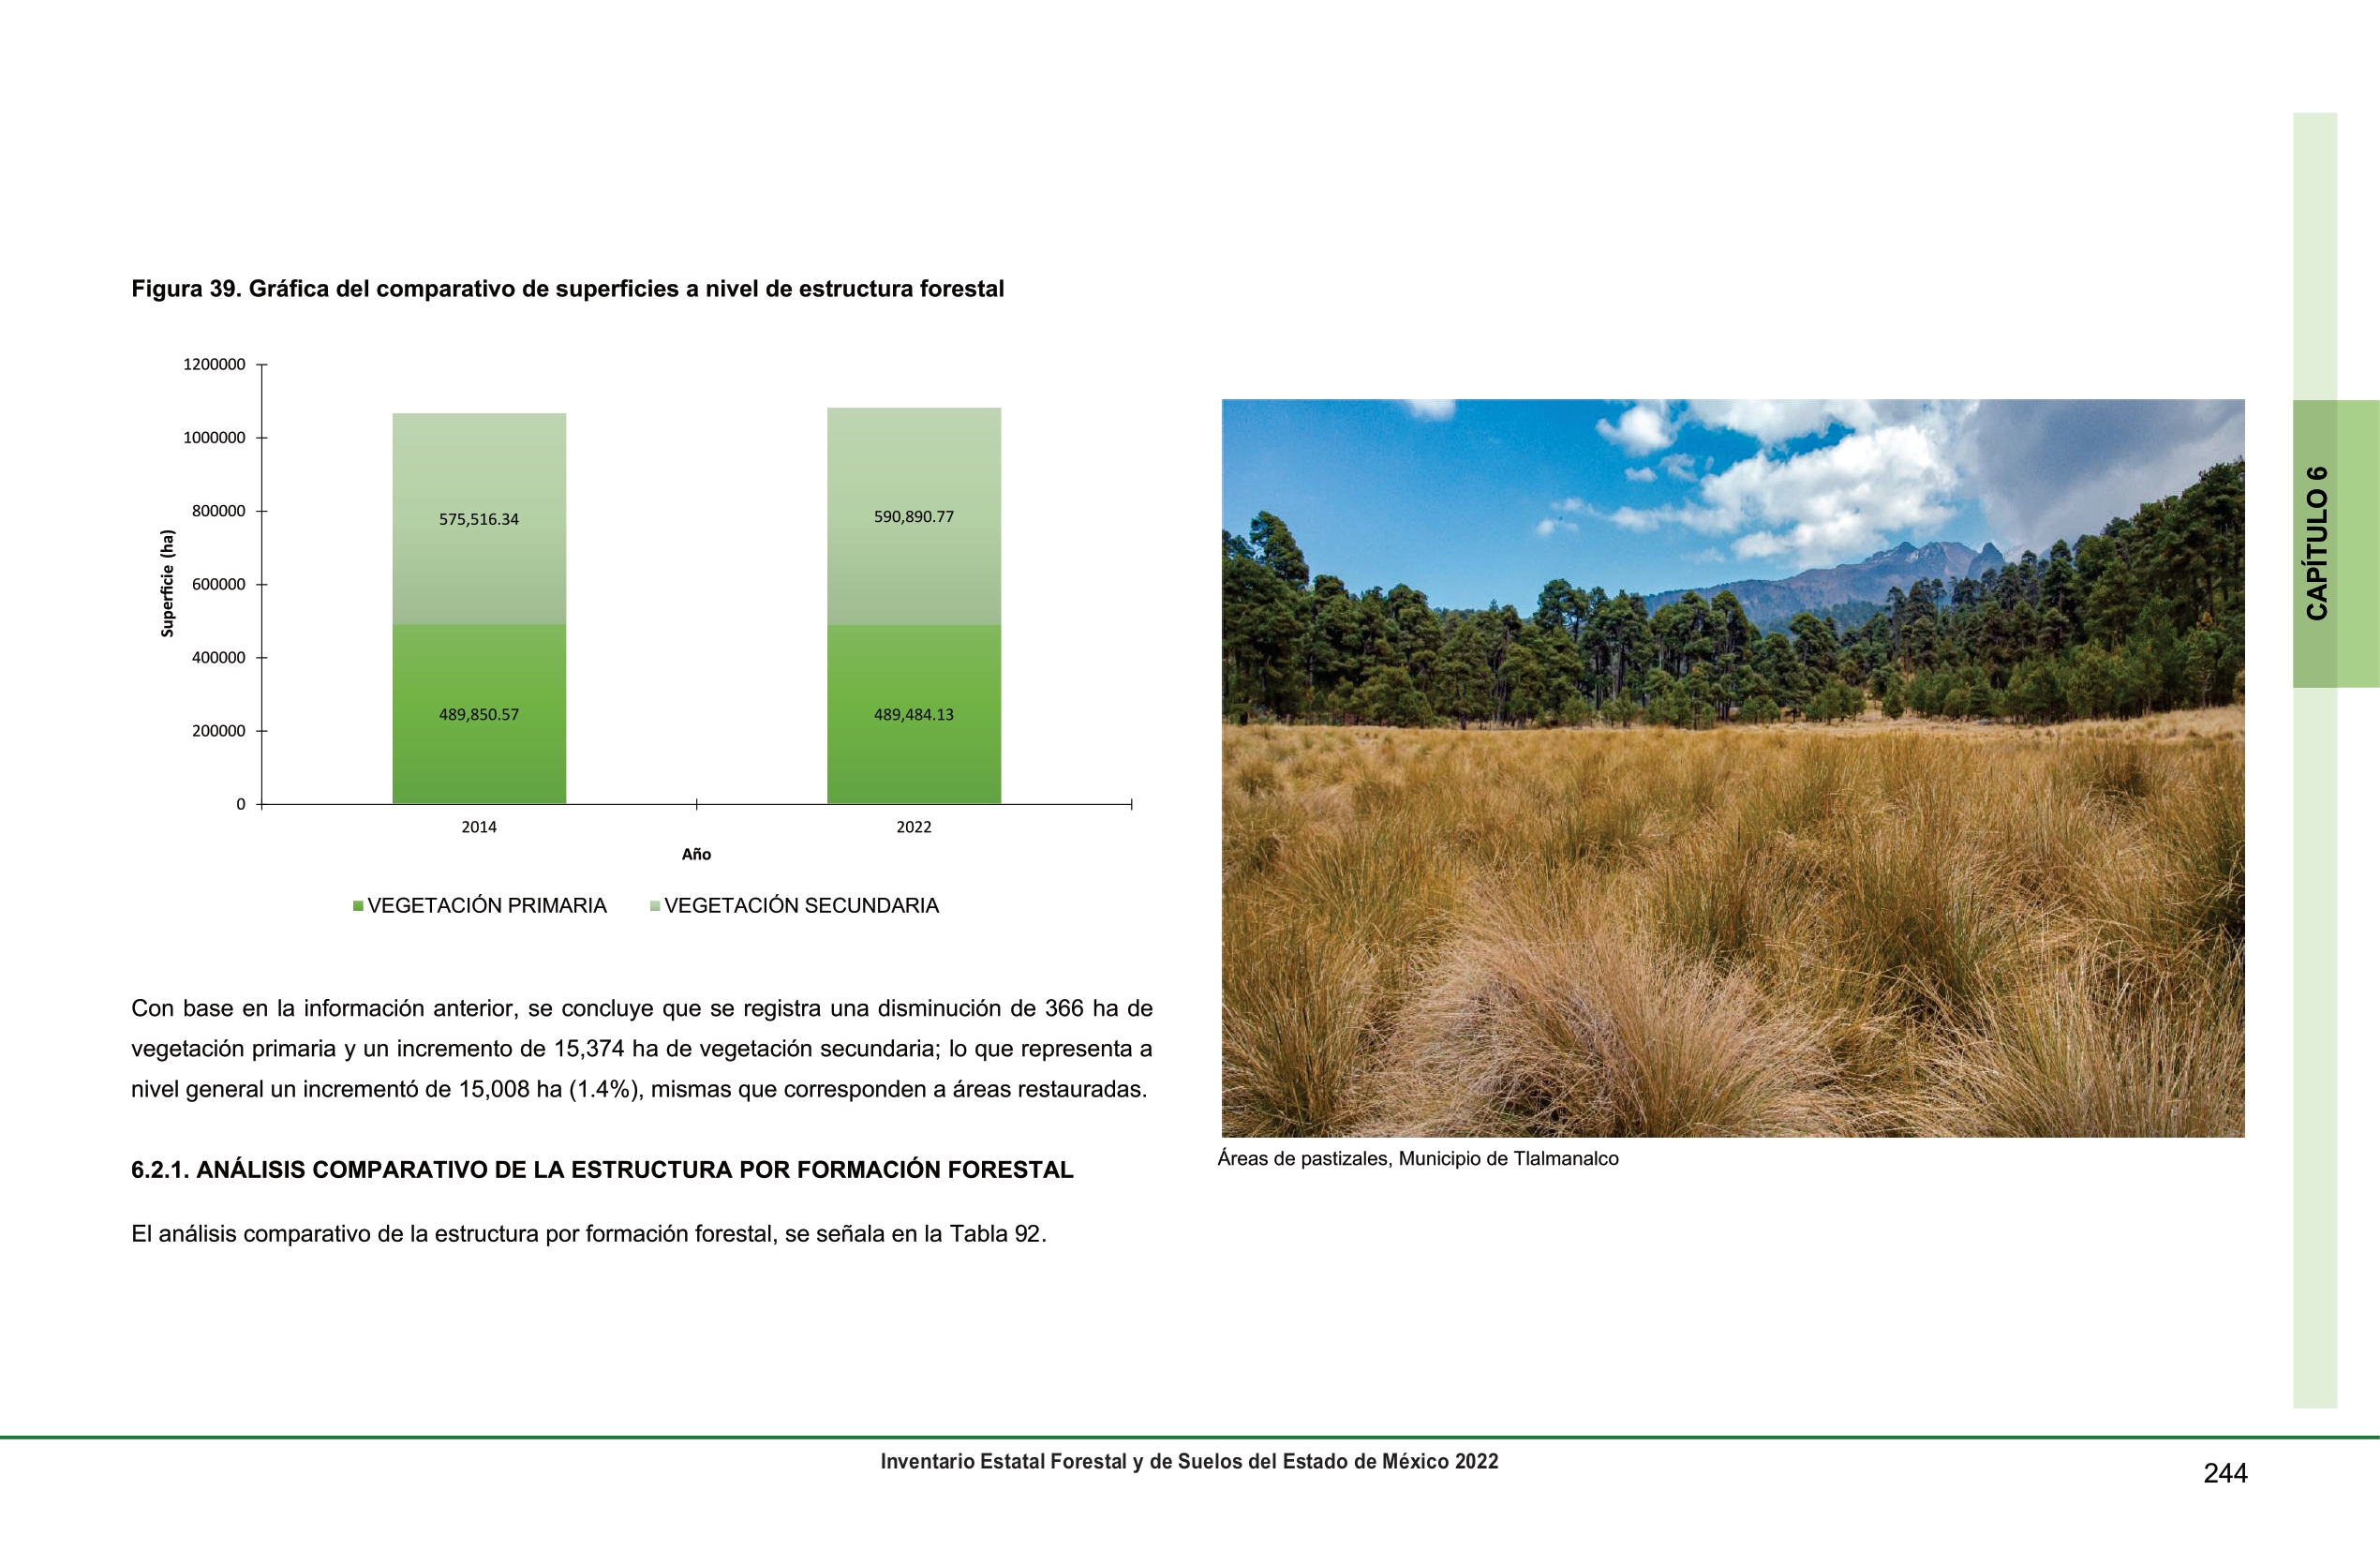 Figura 39. Gráfica del comparativo de superficies a nivel de estructura forestal
1200000
1000000
800000
600000
400000
200000
0
Superficie (ha)
575,516.34
590,890.77
489,850.57
489,484.13
2014
2022
Año
VEGETACIÓN PRIMARIA
VEGETACIÓN SECUNDARIA
Con base en la información anterior, se concluye que se registra una disminución de 366 ha de
vegetación primaria y un incremento de 15,374 ha de vegetación secundaria; lo que representa a
nivel general un incrementó de 15,008 ha (1.4%), mismas que corresponden a áreas restauradas.
6.2.1. ANÁLISIS COMPARATIVO DE LA ESTRUCTURA POR FORMACIÓN FORESTAL
El análisis comparativo de la estructura por formación forestal, se señala en la Tabla 92.
Áreas de pastizales, Municipio de Tlalmanalco
CAPÍTULO 6
Inventario Estatal Forestal y de Suelos del Estado de México 2022
244